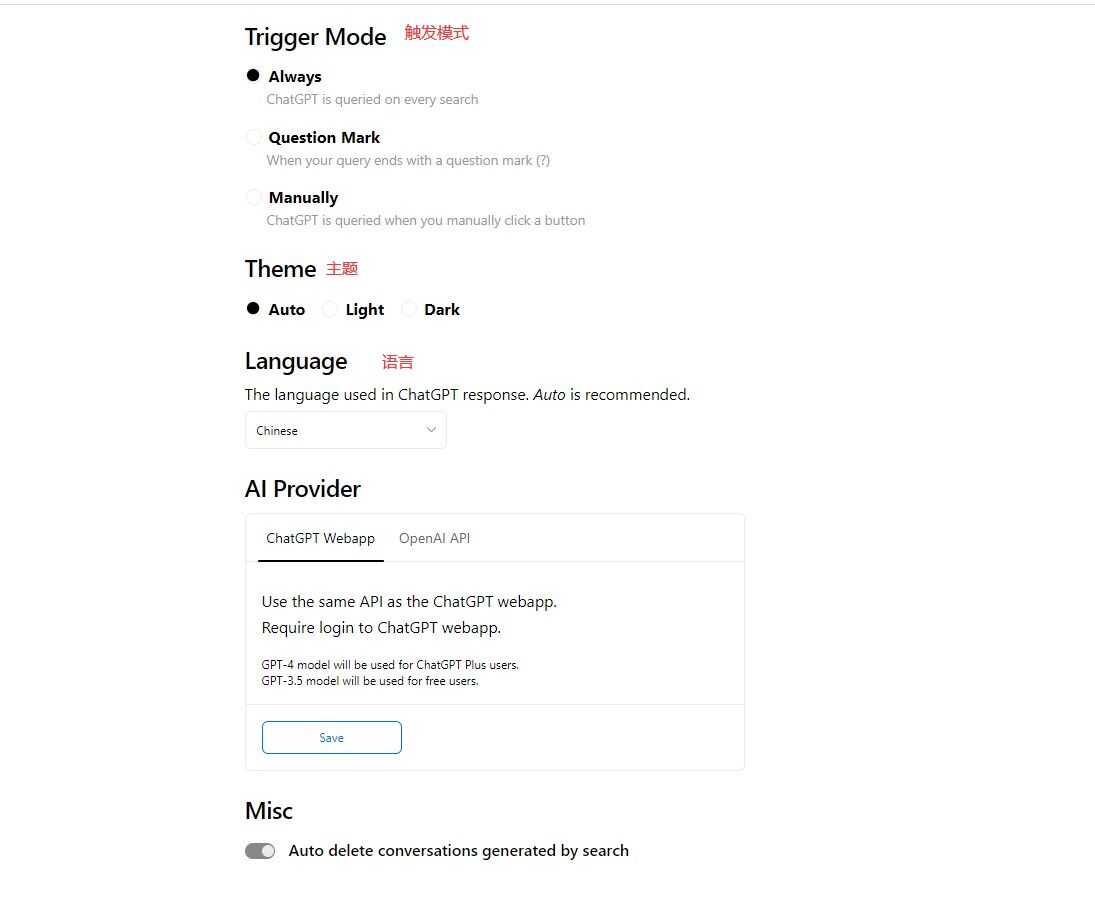 Trigger Mode 触发模式
Always
ChatGPT is queried on every search
Question Mark
When your query ends with a question mark (?)
Manually
ChatGPT is queried when you manually click a button
Theme 主题
Auto Light Dark
Language 语言
The language used in ChatGPT response. Auto is recommended.
Chinese
AI Provider
ChatGPT Webapp OpenAI API
Use the same API as the ChatGPT webapp.
Require login to ChatGPT webapp.
GPT-4 model will be used for ChatGPT Plus users.
GPT-3.5 model will be used for free users.
Save
Misc
Auto delete conversations generated by search